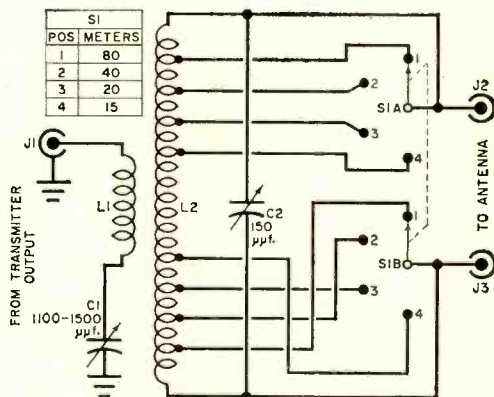 S1
POS METERS
1 80
2 40
3 20
4 15
J1
FROM TRANSMITTER
OUTPUT
L1
C1
1100-1500
μμf.
L2
C2
150
μμf.
1
2
S1A
3
4
1
2
S1B
3
4
J2
TO ANTENNA
J3